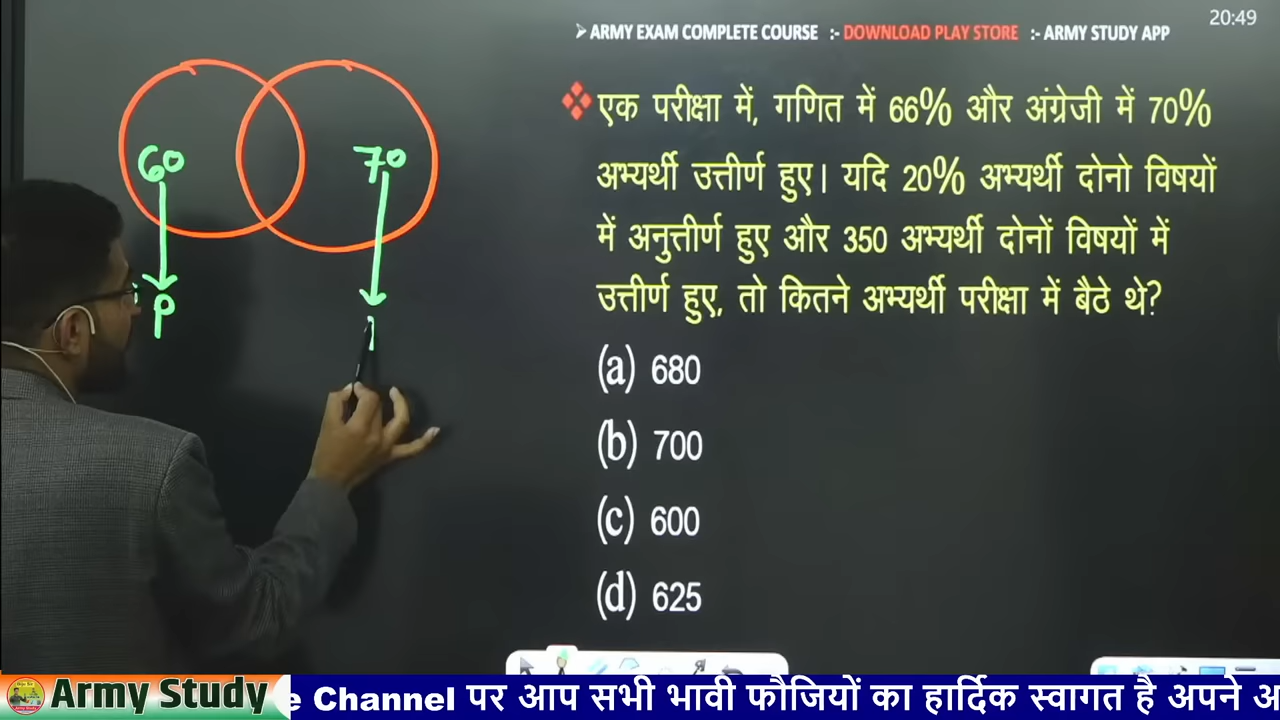 20:49
➢ ARMY EXAM COMPLETE COURSE :- DOWNLOAD PLAY STORE :- ARMY STUDY APP
❖ एक परीक्षा में, गणित में 66% और अंग्रेजी में 70%
अभ्यर्थी उत्तीर्ण हुए। यदि 20% अभ्यर्थी दोनो विषयों
में अनुत्तीर्ण हुए और 350 अभ्यर्थी दोनों विषयों में
उत्तीर्ण हुए, तो कितने अभ्यर्थी परीक्षा में बैठे थे?
(a) 680
(b) 700
(c) 600
(d) 625
60 70
P
Army Study e Channel पर आप सभी भावी फौजियों का हार्दिक स्वागत है अपने